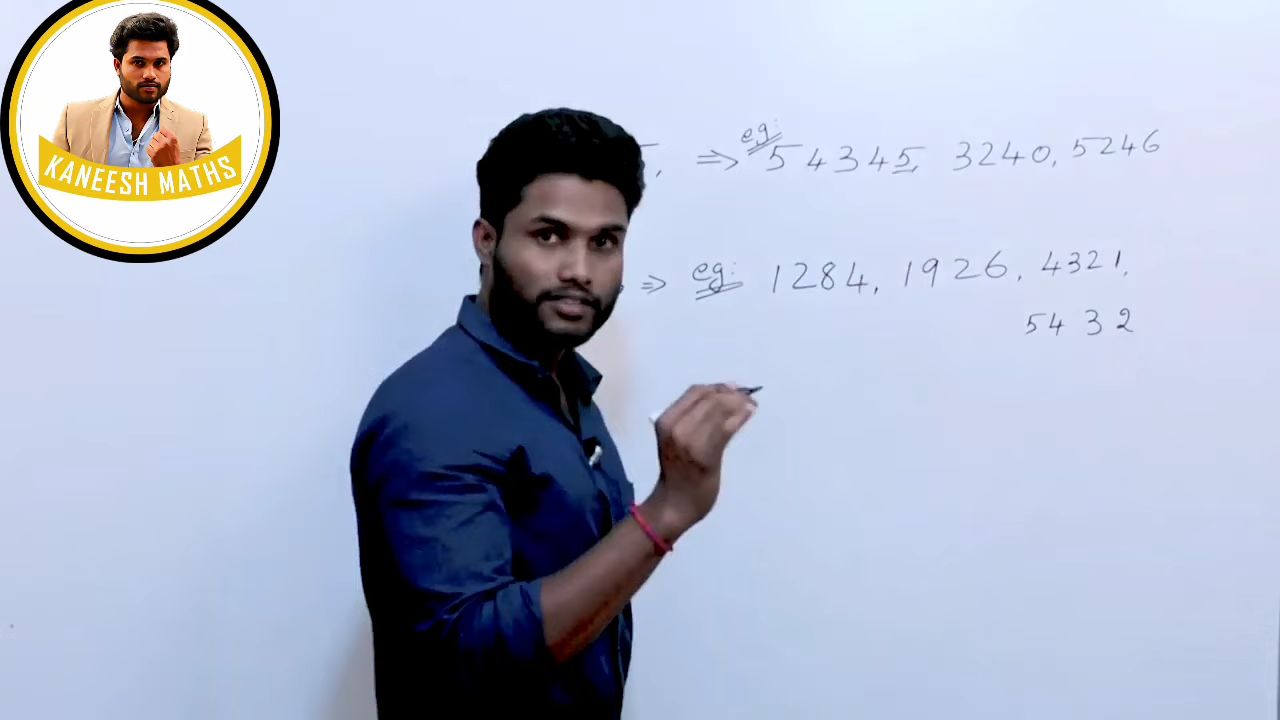 KANEESH MATHS
, ⇒ eg: 54345, 3240, 5246
⇒ eg: 1284, 1926, 4321,
5432